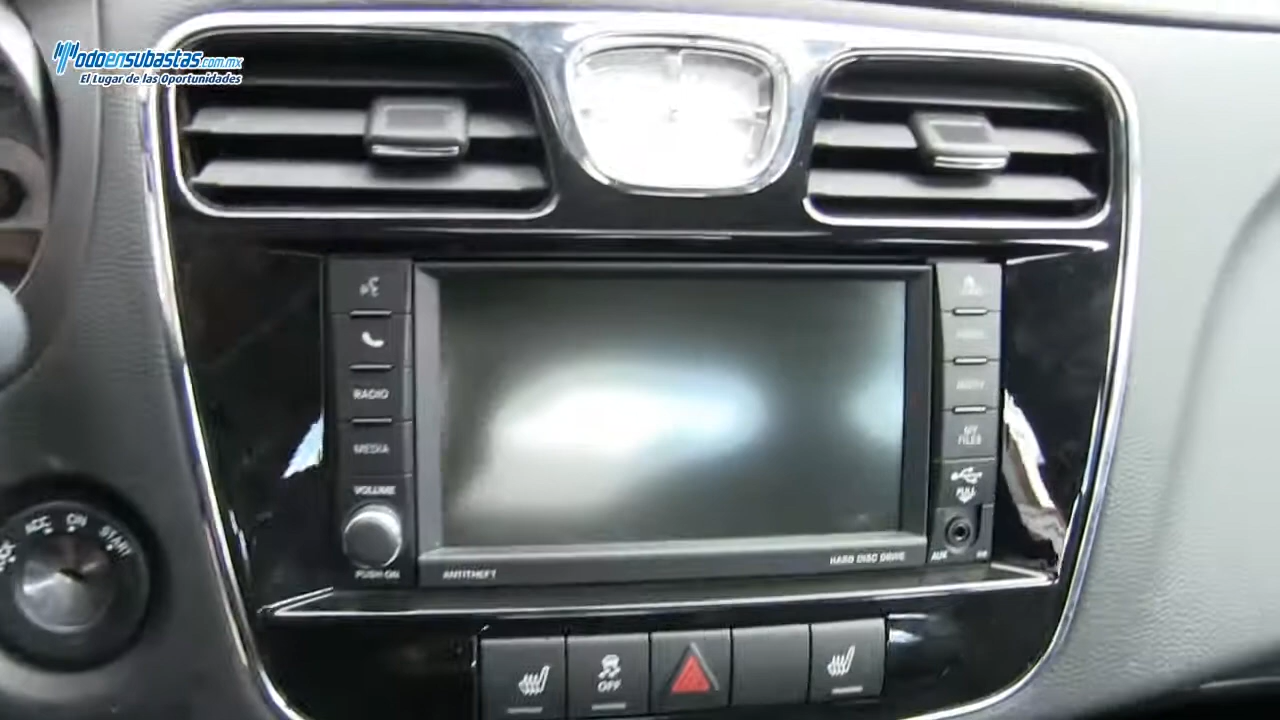 Todoensubastas.com.mx
El Lugar de las Oportunidades
RADIO
MEDIA
VOLUME
PUSH ON
ANTITHEFT
HARD DISC DRIVE
MY
FILES
PULL
AUX
ACC
ON
START
OFF